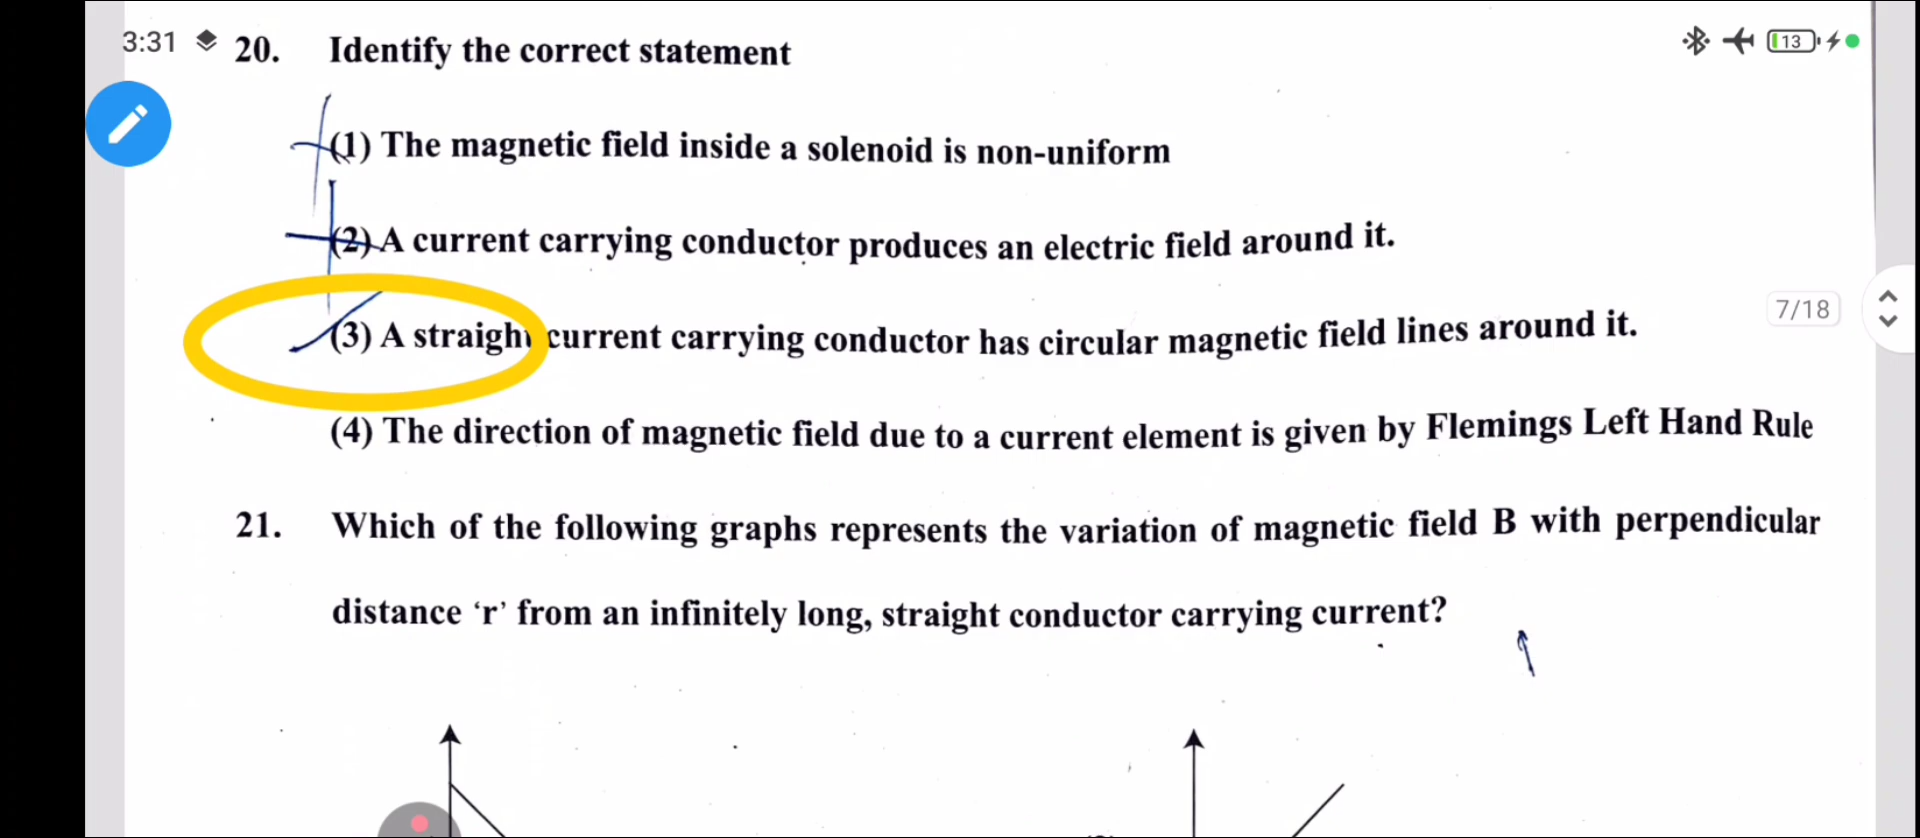 3:31
13
20. Identify the correct statement
(1) The magnetic field inside a solenoid is non-uniform
(2) A current carrying conductor produces an electric field around it.
(3) A straight current carrying conductor has circular magnetic field lines around it.
7/18
(4) The direction of magnetic field due to a current element is given by Flemings Left Hand Rule
21. Which of the following graphs represents the variation of magnetic field B with perpendicular
distance ‘r’ from an infinitely long, straight conductor carrying current?